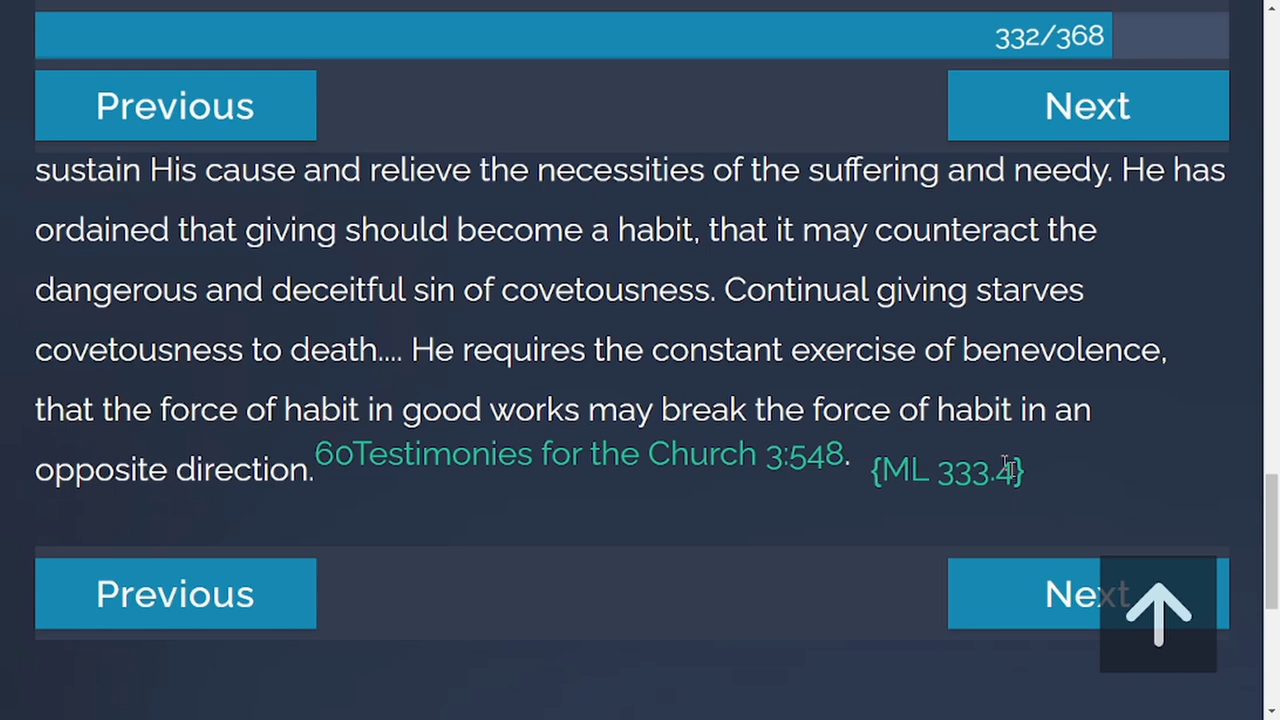 332/368
Previous Next
sustain His cause and relieve the necessities of the suffering and needy. He has
ordained that giving should become a habit, that it may counteract the
dangerous and deceitful sin of covetousness. Continual giving starves
covetousness to death.... He requires the constant exercise of benevolence,
that the force of habit in good works may break the force of habit in an
opposite direction.60Testimonies for the Church 3:548. {ML 333.4}
Previous Next